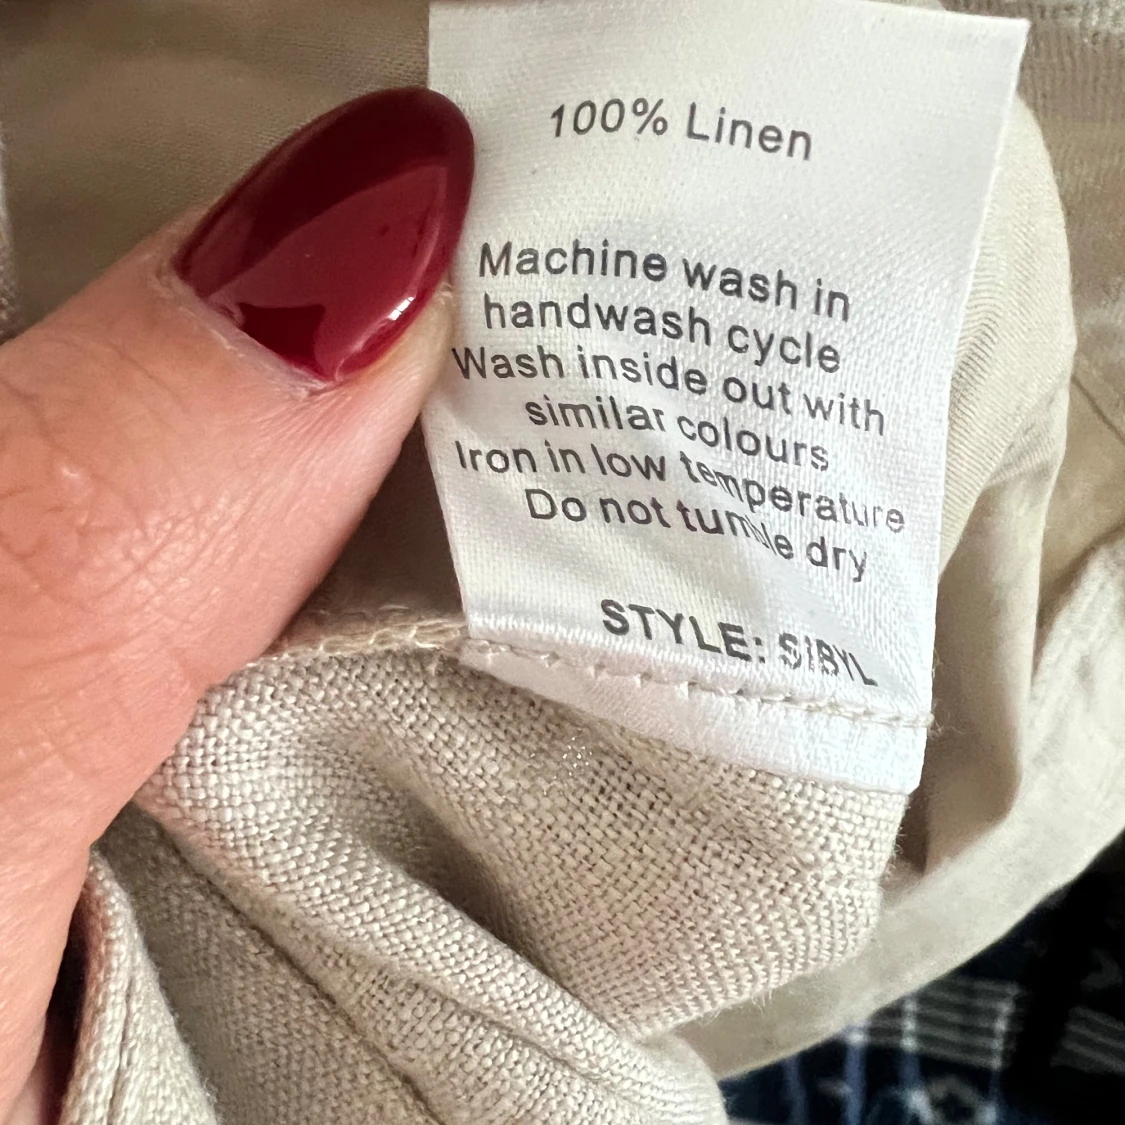 100% Linen
Machine wash in
handwash cycle
Wash inside out with
similar colours
Iron in low temperature
Do not tumble dry
STYLE: SIBYL